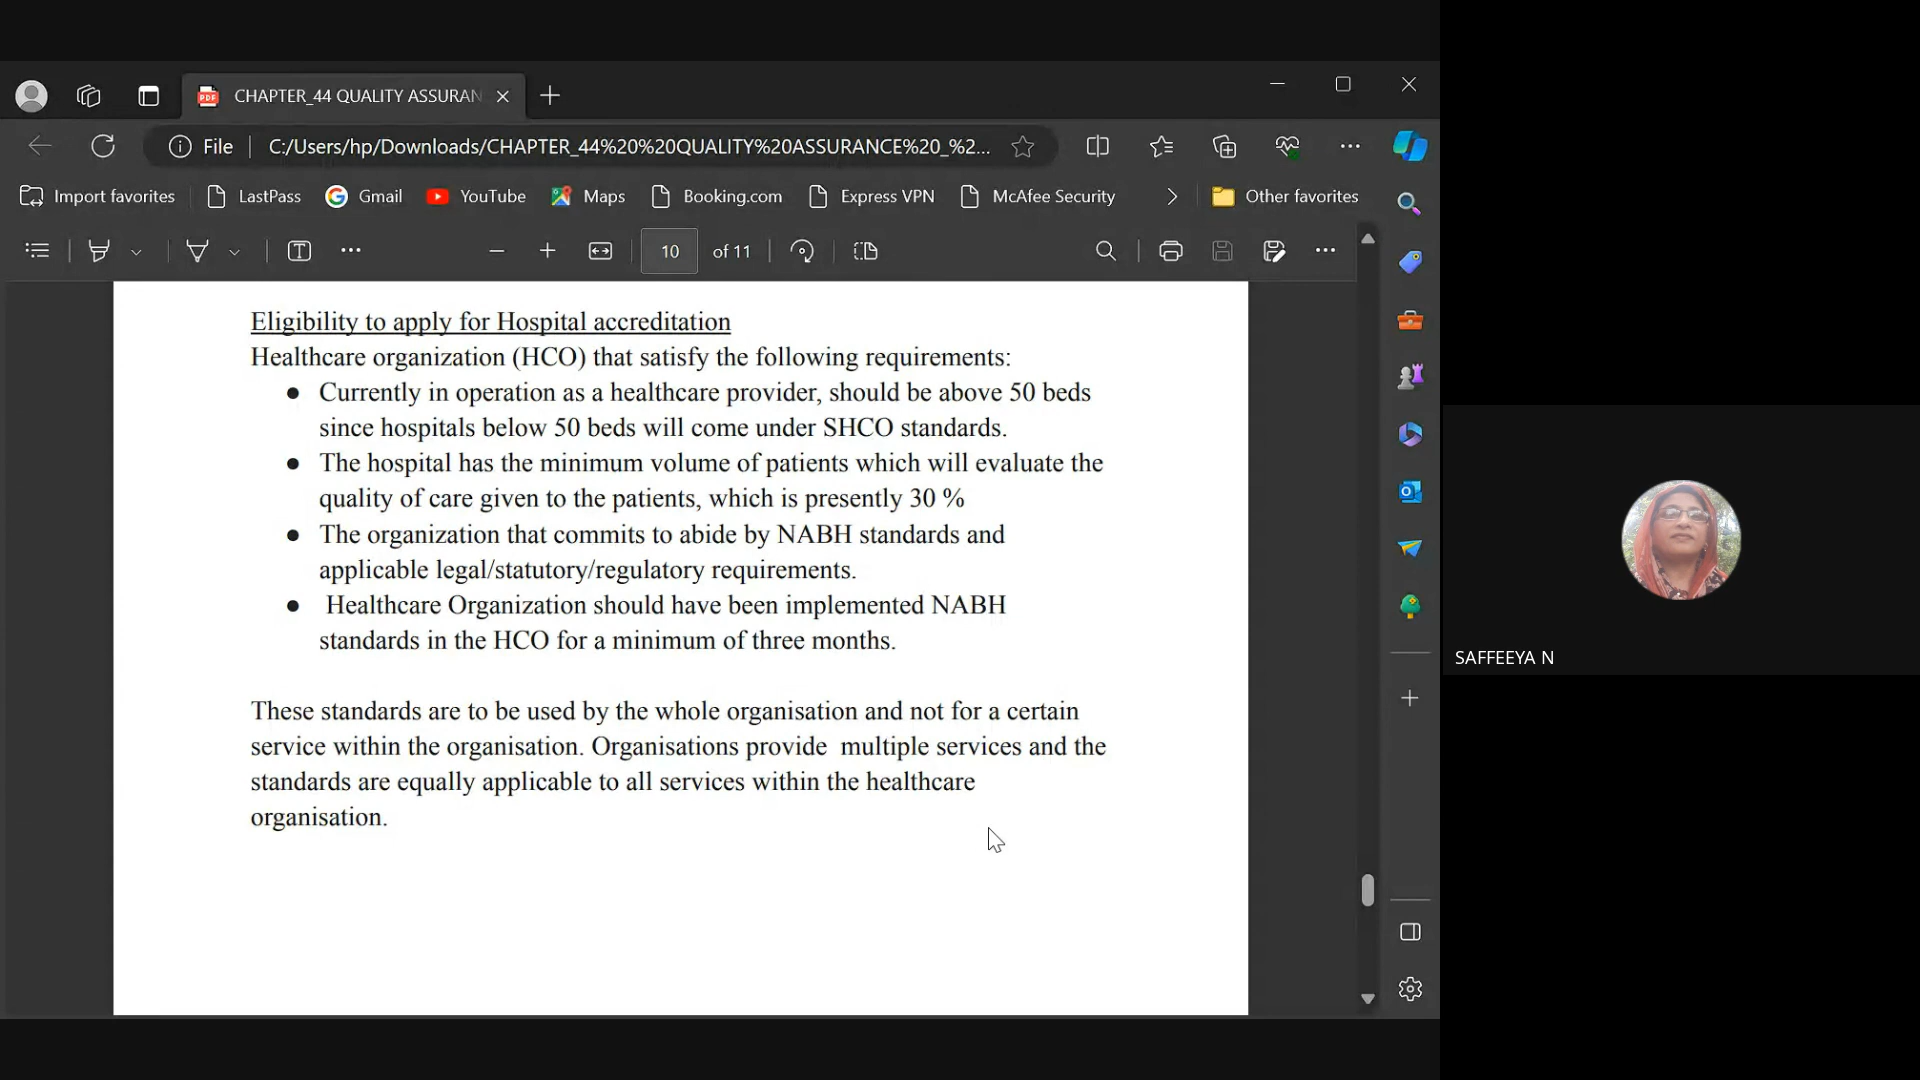 CHAPTER_44 QUALITY ASSURAN
File
C:/Users/hp/Downloads/CHAPTER_44%20%20QUALITY%20ASSURANCE%20_%2...
Import favorites
LastPass
Gmail
YouTube
Maps
Booking.com
Express VPN
McAfee Security
Other favorites
10 of 11
Eligibility to apply for Hospital accreditation
Healthcare organization (HCO) that satisfy the following requirements:
● Currently in operation as a healthcare provider, should be above 50 beds
since hospitals below 50 beds will come under SHCO standards.
● The hospital has the minimum volume of patients which will evaluate the
quality of care given to the patients, which is presently 30 %
● The organization that commits to abide by NABH standards and
applicable legal/statutory/regulatory requirements.
● Healthcare Organization should have been implemented NABH
standards in the HCO for a minimum of three months.
These standards are to be used by the whole organisation and not for a certain
service within the organisation. Organisations provide  multiple services and the
standards are equally applicable to all services within the healthcare
organisation.
SAFFEEYA N